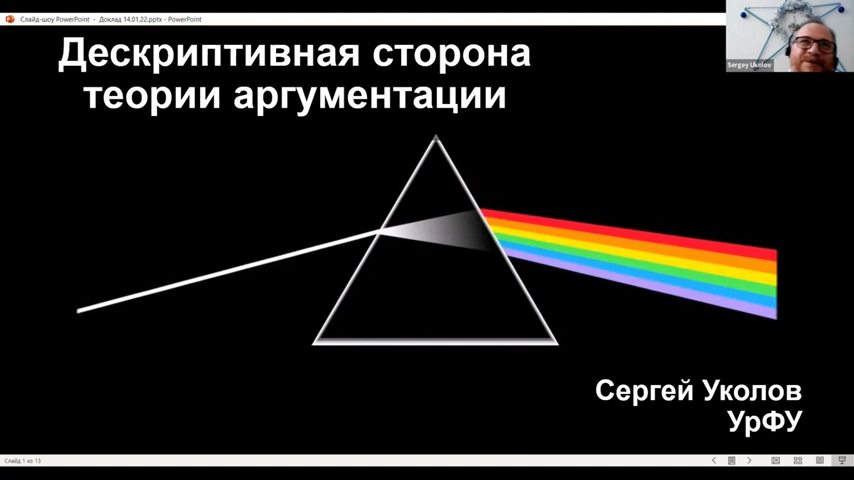 Слайд-шоу PowerPoint - Доклад 14.01.22.pptx - PowerPoint
Sergey Ukolov
Дескриптивная сторона
теории аргументации
Сергей Уколов
УрФУ
Слайд 1 из 13